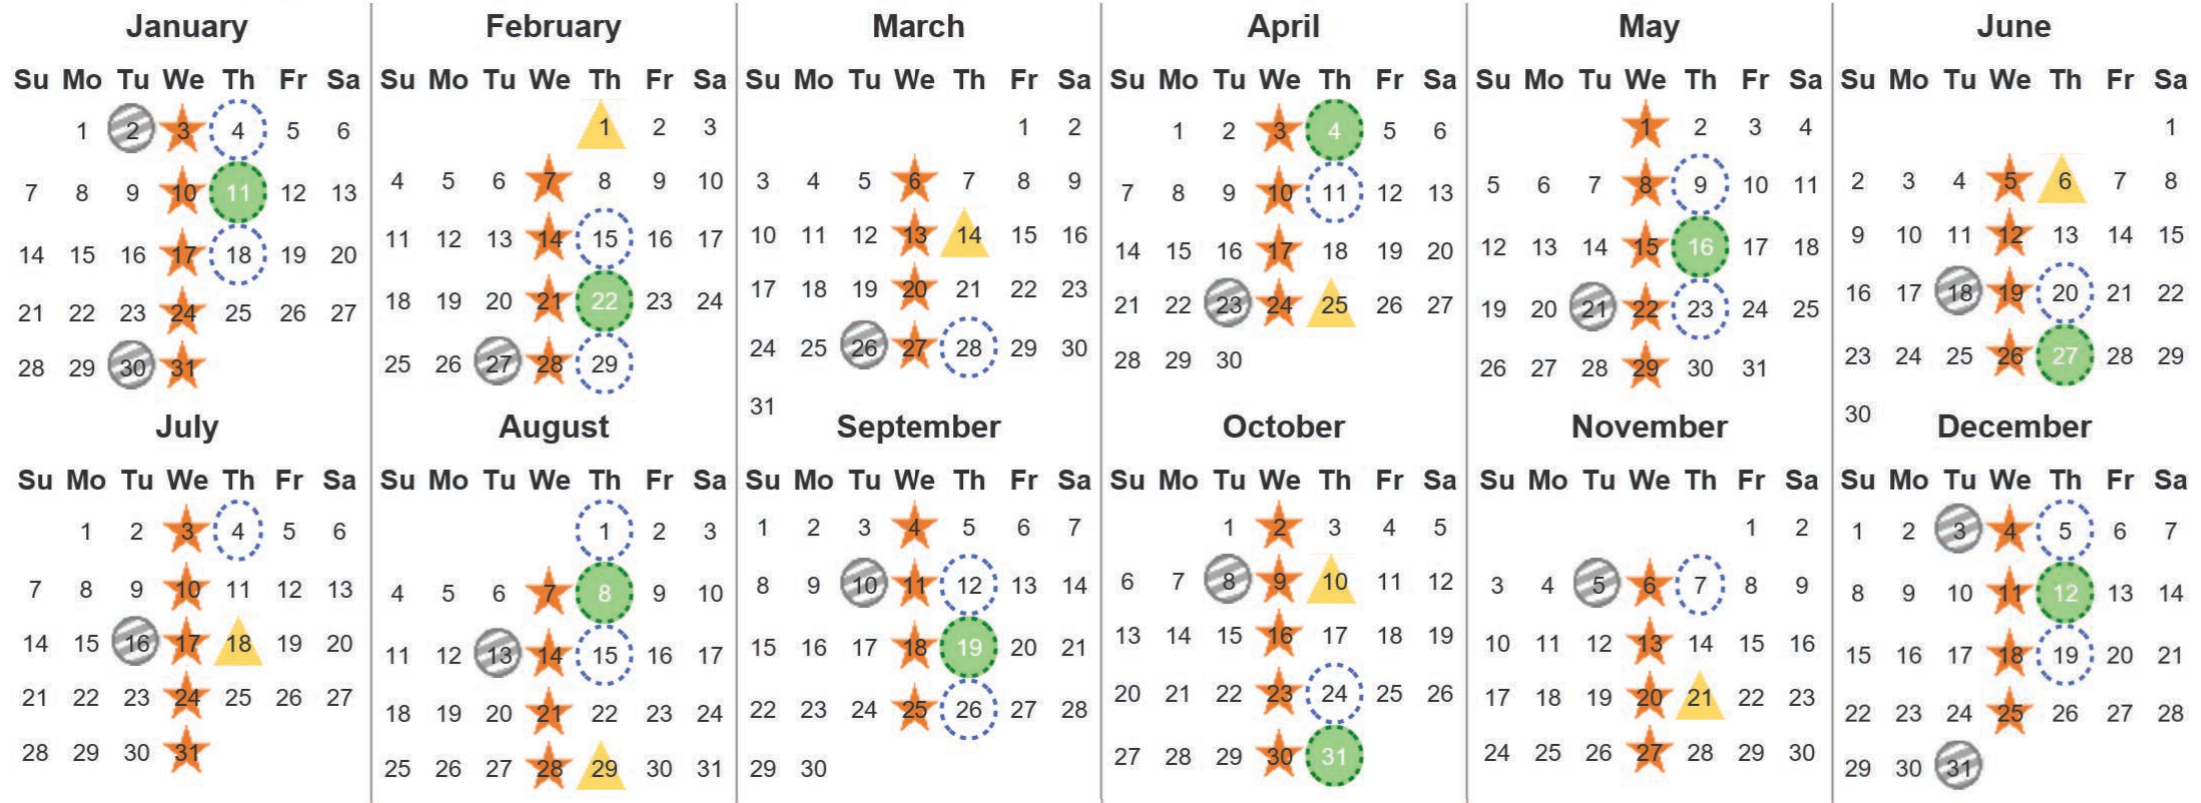 January February March April May June
Su Mo Tu We Th Fr Sa Su Mo Tu We Th Fr Sa Su Mo Tu We Th Fr Sa Su Mo Tu We Th Fr Sa Su Mo Tu We Th Fr Sa Su Mo Tu We Th Fr Sa
1 2 3 4 5 6 1 2 3 1 2 1 2 3 4 5 6 1 2 3 4 1
7 8 9 10 11 12 13 4 5 6 7 8 9 10 3 4 5 6 7 8 9 7 8 9 10 11 12 13 5 6 7 8 9 10 11 2 3 4 5 6 7 8
14 15 16 17 18 19 20 11 12 13 14 15 16 17 10 11 12 13 14 15 16 14 15 16 17 18 19 20 12 13 14 15 16 17 18 9 10 11 12 13 14 15
21 22 23 24 25 26 27 18 19 20 21 22 23 24 17 18 19 20 21 22 23 21 22 23 24 25 26 27 19 20 21 22 23 24 25 16 17 18 19 20 21 22
28 29 30 31 25 26 27 28 29 24 25 26 27 28 29 30 28 29 30 26 27 28 29 30 31 23 24 25 26 27 28 29
31 30
July August September October November December
Su Mo Tu We Th Fr Sa Su Mo Tu We Th Fr Sa Su Mo Tu We Th Fr Sa Su Mo Tu We Th Fr Sa Su Mo Tu We Th Fr Sa Su Mo Tu We Th Fr Sa
1 2 3 4 5 6 1 2 3 1 2 3 4 5 6 7 1 2 3 4 5 1 2 1 2 3 4 5 6 7
7 8 9 10 11 12 13 4 5 6 7 8 9 10 8 9 10 11 12 13 14 6 7 8 9 10 11 12 3 4 5 6 7 8 9 8 9 10 11 12 13 14
14 15 16 17 18 19 20 11 12 13 14 15 16 17 15 16 17 18 19 20 21 13 14 15 16 17 18 19 10 11 12 13 14 15 16 15 16 17 18 19 20 21
21 22 23 24 25 26 27 18 19 20 21 22 23 24 22 23 24 25 26 27 28 20 21 22 23 24 25 26 17 18 19 20 21 22 23 22 23 24 25 26 27 28
28 29 30 31 25 26 27 28 29 30 31 29 30 27 28 29 30 31 24 25 26 27 28 29 30 29 30 31